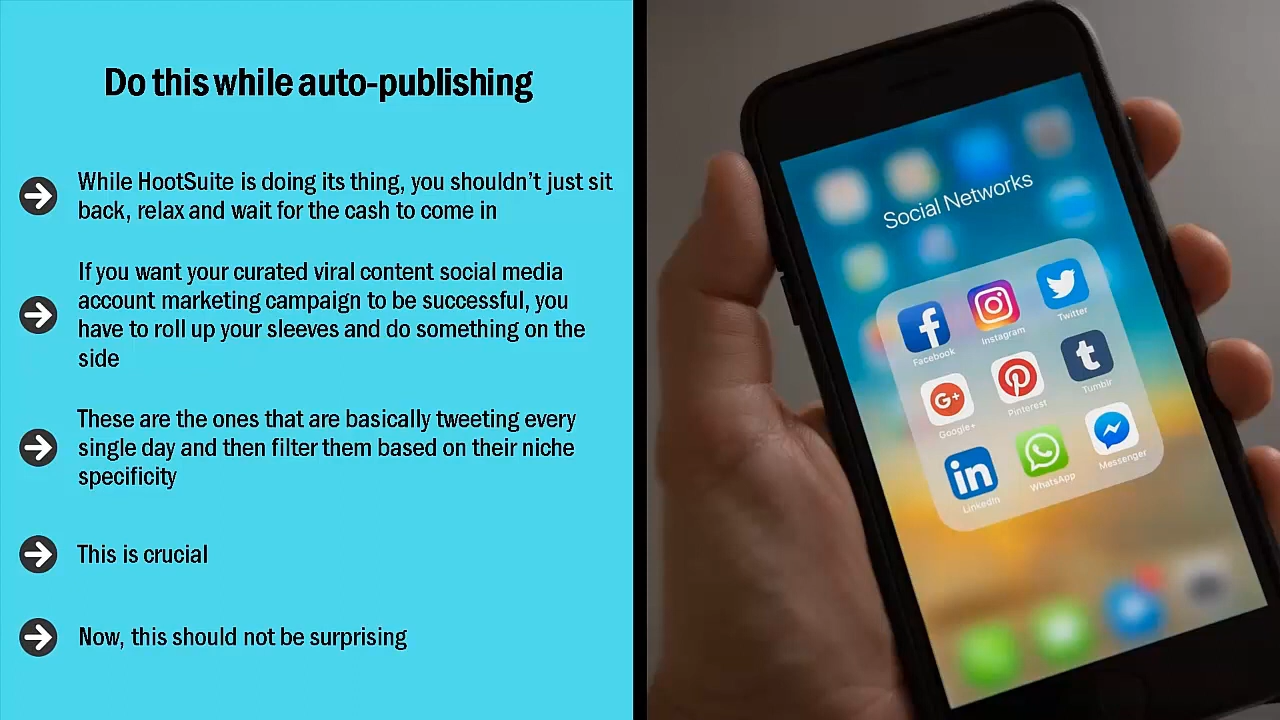 Do this while auto-publishing
While HootSuite is doing its thing, you shouldn't just sit
back, relax and wait for the cash to come in
If you want your curated viral content social media
account marketing campaign to be successful, you
have to roll up your sleeves and do something on the
side
These are the ones that are basically tweeting every
single day and then filter them based on their niche
specificity
This is crucial
Now, this should not be surprising
Social Networks
Facebook
Instagram
Twitter
G+
Google+
Pinterest
Tumblr
in
LinkedIn
WhatsApp
Messenger